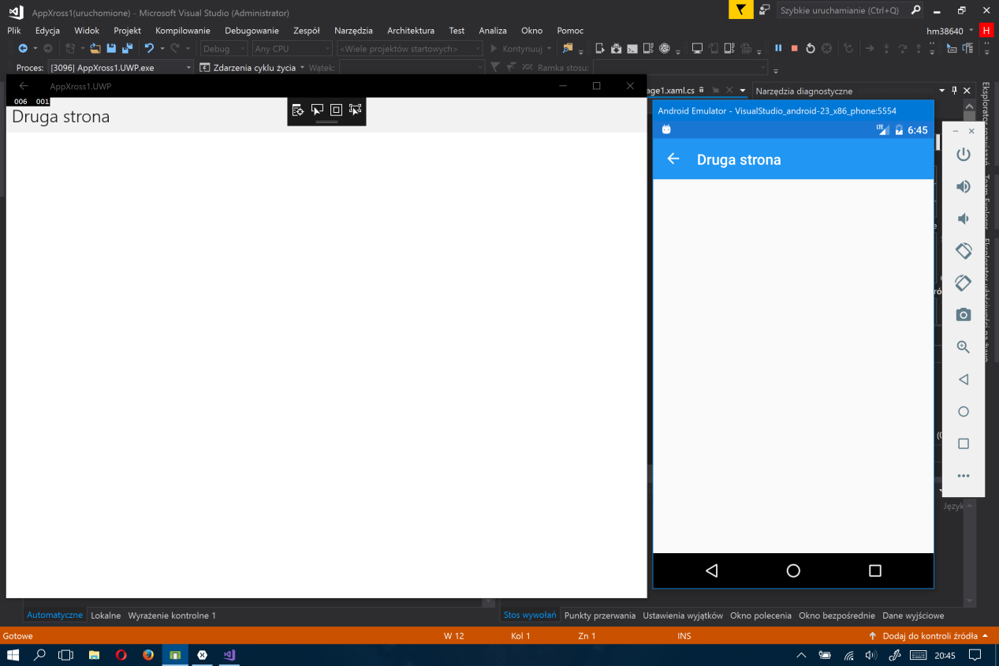 AppXross1(uruchomione) - Microsoft Visual Studio (Administrator)
Szybkie uruchamianie (Ctrl+Q)
Plik Edycja Widok Projekt Kompilowanie Debugowanie Zespół Narzędzia Architektura Test Analiza Okno Pomoc
hm38640 H
Debug Any CPU <Wiele projektów startowych> Kontynuuj
Proces: [3096] AppXross1.UWP.exe Zdarzenia cyklu życia Wątek: Ramka stosu:
AppXross1.UWP
age1.xaml.cs Narzędzia diagnostyczne
006 001
Druga strona
Android Emulator - VisualStudio_android-23_x86_phone:5554
LTE 6:45
Druga strona
Eksplorator rozwiązań
Team Explorer
Eksplorator właściwości na żywo
Język
Automatyczne Lokalne Wyrażenie kontrolne 1
Stos wywołań Punkty przerwania Ustawienia wyjątków Okno polecenia Okno bezpośrednie Dane wyjściowe
Gotowe W 12 Kol 1 Zn 1 INS Dodaj do kontroli źródła
20:45